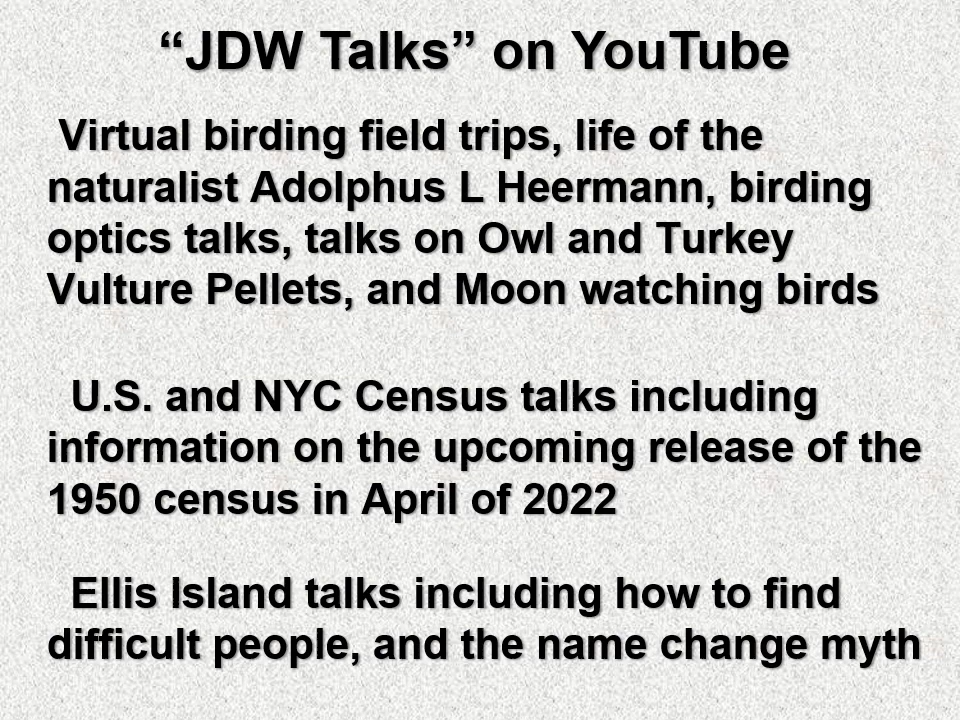 “JDW Talks” on YouTube
Virtual birding field trips, life of the
naturalist Adolphus L Heermann, birding
optics talks, talks on Owl and Turkey
Vulture Pellets, and Moon watching birds
U.S. and NYC Census talks including
information on the upcoming release of the
1950 census in April of 2022
Ellis Island talks including how to find
difficult people, and the name change myth